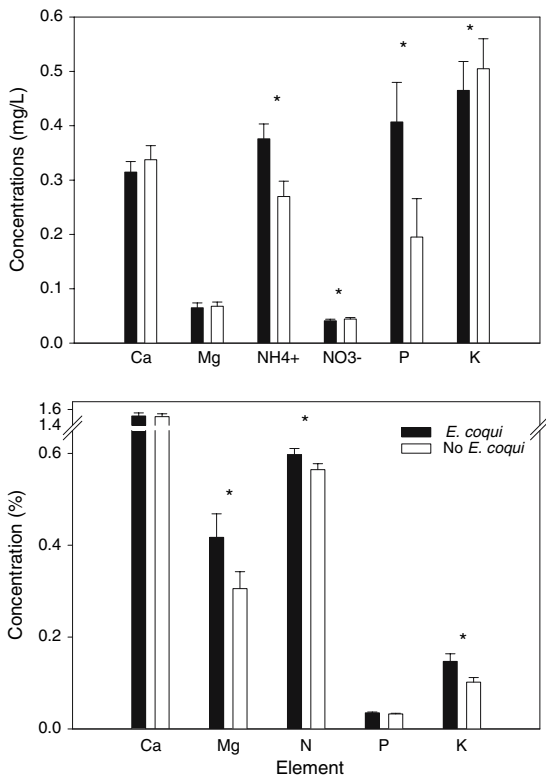 Concentrations (mg/L)
0.6
0.5
0.4
0.3
0.2
0.1
0.0
*
*
*
*
Ca Mg NH4+ NO3- P K
Concentration (%)
1.6
1.4
0.6
0.4
0.2
0.0
*
*
*
E. coqui
No E. coqui
Ca Mg N P K
Element